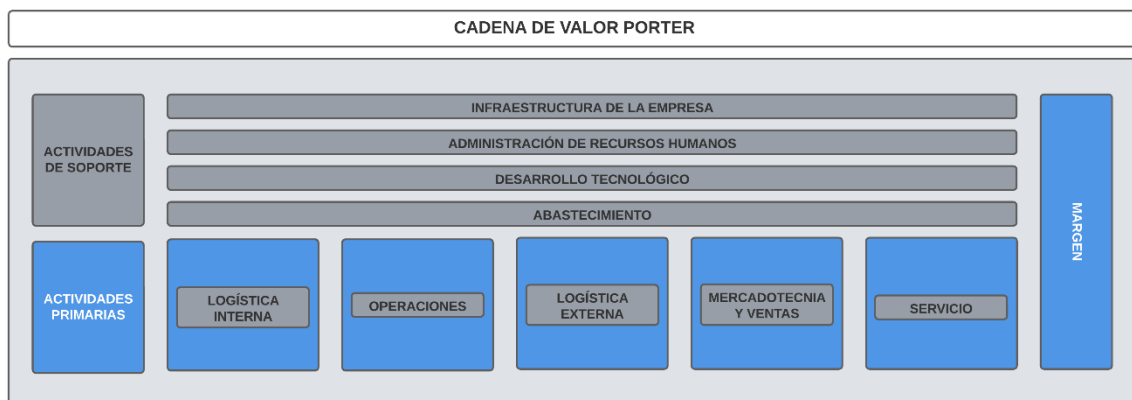 CADENA DE VALOR PORTER
ACTIVIDADES
DE SOPORTE
INFRAESTRUCTURA DE LA EMPRESA
ADMINISTRACIÓN DE RECURSOS HUMANOS
DESARROLLO TECNOLÓGICO
ABASTECIMIENTO
ACTIVIDADES
PRIMARIAS
LOGÍSTICA
INTERNA
OPERACIONES
LOGÍSTICA
EXTERNA
MERCADOTECNIA
Y VENTAS
SERVICIO
MARGEN